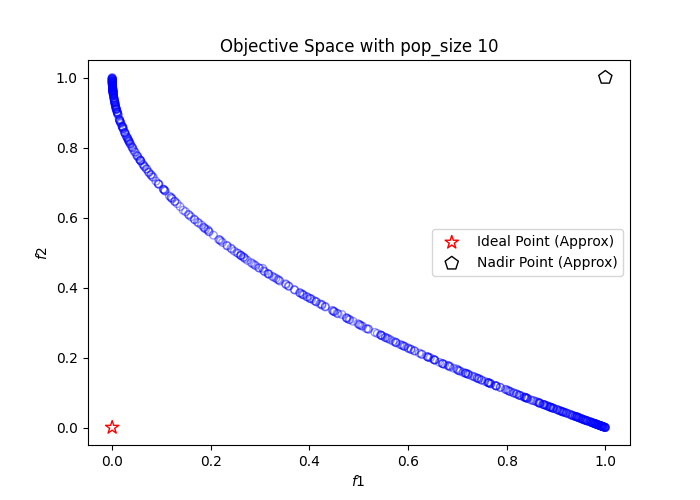 Objective Space with pop_size 10
1.0
0.8
0.6
0.4
0.2
0.0
f2
Ideal Point (Approx)
Nadir Point (Approx)
0.0 0.2 0.4 0.6 0.8 1.0
f1